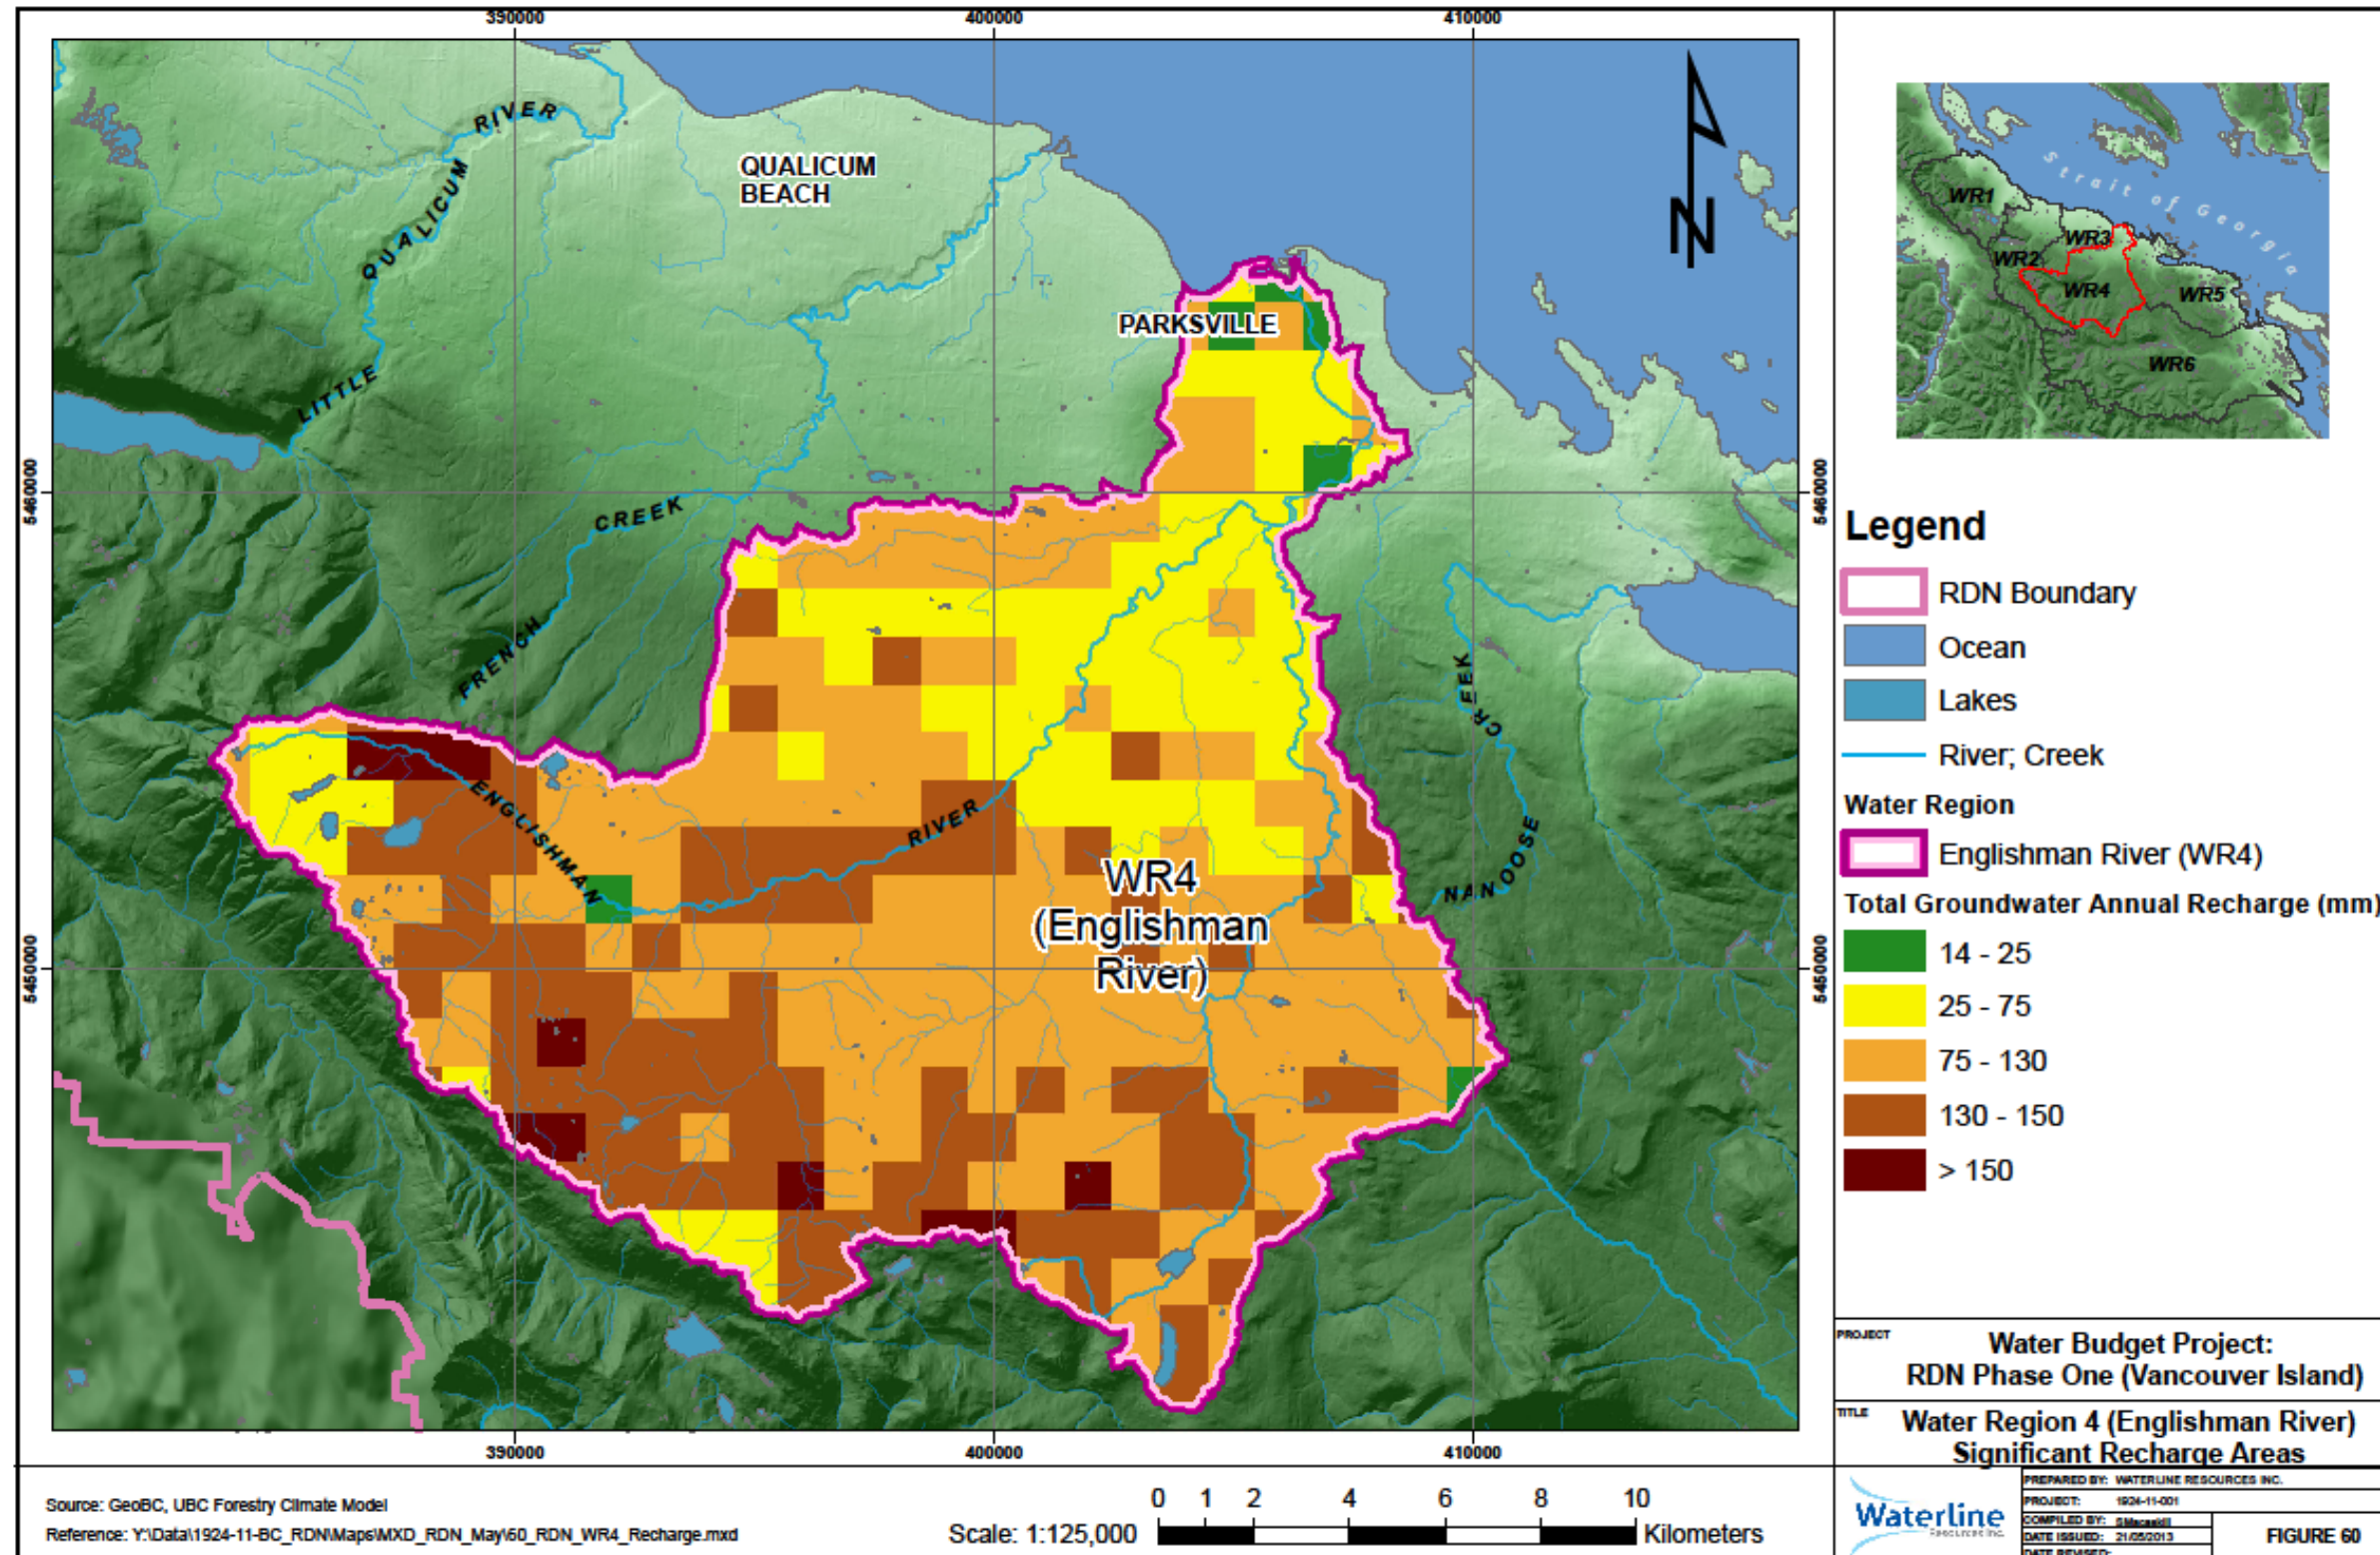 390000
400000
410000
LITTLE QUALICUM RIVER
QUALICUM
BEACH
PARKSVILLE
FRENCH CREEK
ENGLISHMAN RIVER
NANOOSE CREEK
WR4
(Englishman
River)
5460000
5450000
5460000
5450000
390000
400000
410000
N
Strait of Georgia
WR1
WR2
WR3
WR4
WR5
WR6
Legend
RDN Boundary
Ocean
Lakes
River; Creek
Water Region
Englishman River (WR4)
Total Groundwater Annual Recharge (mm)
14 - 25
25 - 75
75 - 130
130 - 150
> 150
PROJECT
Water Budget Project:
RDN Phase One (Vancouver Island)
TITLE
Water Region 4 (Englishman River)
Significant Recharge Areas
Waterline
Resources Inc.
PREPARED BY: WATERLINE RESOURCES INC.
PROJECT: 1924-11-001
COMPILED BY:
DATE ISSUED: 21/05/2013
DATE REVISED:
FIGURE 60
Source: GeoBC, UBC Forestry Climate Model
Reference: Y:\Data\1924-11-BC_RDN\Maps\MXD_RDN_May\60_RDN_WR4_Recharge.mxd
Scale: 1:125,000
0 1 2 4 6 8 10
Kilometers